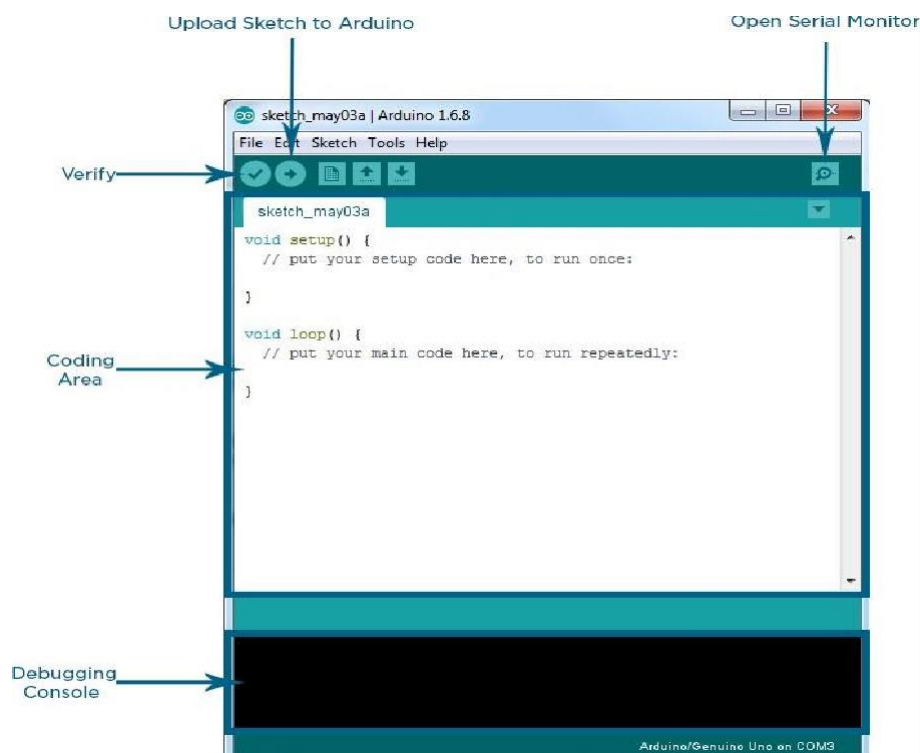 Upload Sketch to Arduino
Open Serial Monitor
sketch_may03a | Arduino 1.6.8
File Edit Sketch Tools Help
Verify
sketch_may03a
void setup() {
// put your setup code here, to run once:
}
void loop() {
// put your main code here, to run repeatedly:
}
Coding
Area
Debugging
Console
Arduino/Genuino Uno on COM3